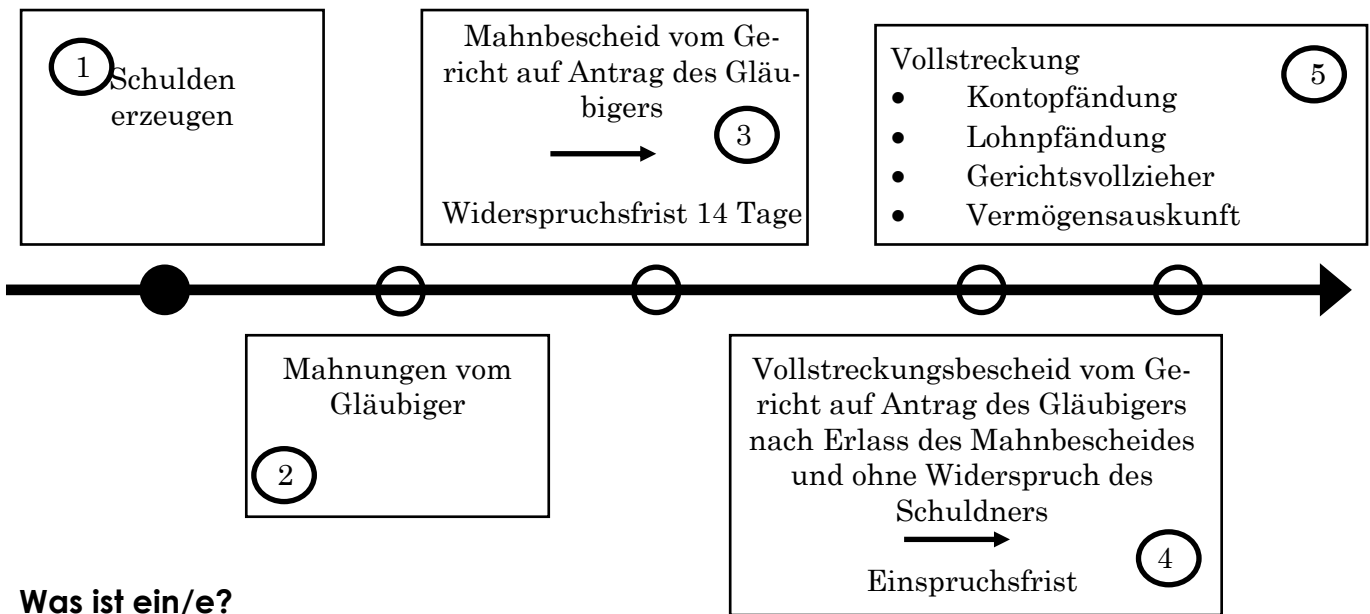 1
Schulden
erzeugen
Mahnungen vom
Gläubiger
2
Mahnbescheid vom Ge-
richt auf Antrag des Gläu-
bigers
3
Widerspruchsfrist 14 Tage
Vollstreckungsbescheid vom Ge-
richt auf Antrag des Gläubigers
nach Erlass des Mahnbescheides
und ohne Widerspruch des
Schuldners
4
Einspruchsfrist
Vollstreckung
5
• Kontopfändung
• Lohnpfändung
• Gerichtsvollzieher
• Vermögensauskunft
Was ist ein/e?